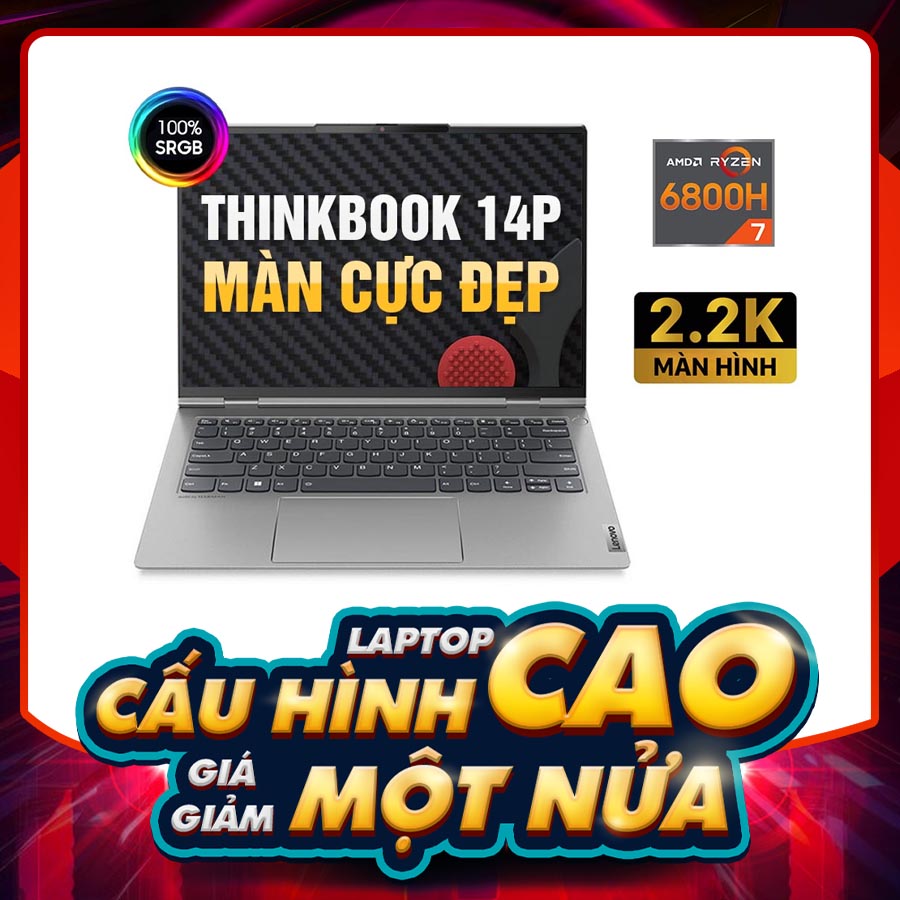 100%
SRGB
THINKBOOK 14P
MÀN CỰC ĐẸP
AMD RYZEN
6800H
7
2.2K
MÀN HÌNH
Lenovo
LAPTOP
CẤU HÌNH CAO
GIÁ
GIẢM
MỘT NỬA